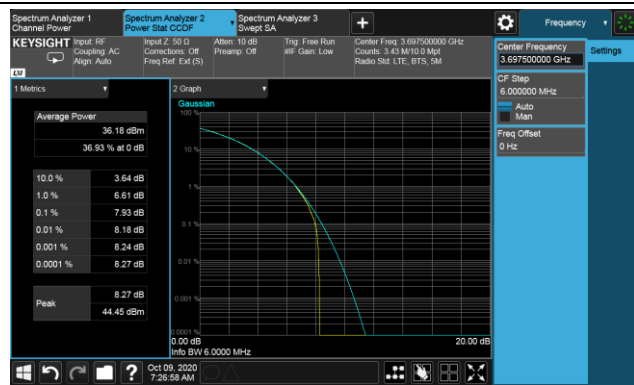 Spectrum Analyzer 1
Channel Power
Spectrum Analyzer 2
Power Stat CCDF
Spectrum Analyzer 3
Swept SA
Frequency
KEYSIGHT
Input: RF
Coupling: AC
Align: Auto
Input Z: 50 Ω
Corrections: Off
Freq Ref: Ext (S)
Atten: 10 dB
Preamp: Off
Trig: Free Run
#IF Gain: Low
Center Freq: 3.697500000 GHz
Counts: 3.43 M/10.0 Mpt
Radio Std: LTE, BTS, 5M
LXI
Center Frequency
3.697500000 GHz
Settings
CF Step
6.000000 MHz
Auto
Man
Freq Offset
0 Hz
1 Metrics
Average Power
36.18 dBm
36.93 % at 0 dB
10.0 % 3.64 dB
1.0 % 6.61 dB
0.1 % 7.93 dB
0.01 % 8.18 dB
0.001 % 8.24 dB
0.0001 % 8.27 dB
Peak
8.27 dB
44.45 dBm
2 Graph
Gaussian
100 %
10 %
1 %
0.1 %
0.01 %
0.001 %
0.0001 %
0.00 dB
20.00 dB
Info BW 6.0000 MHz
?
Oct 09, 2020
7:26:58 AM